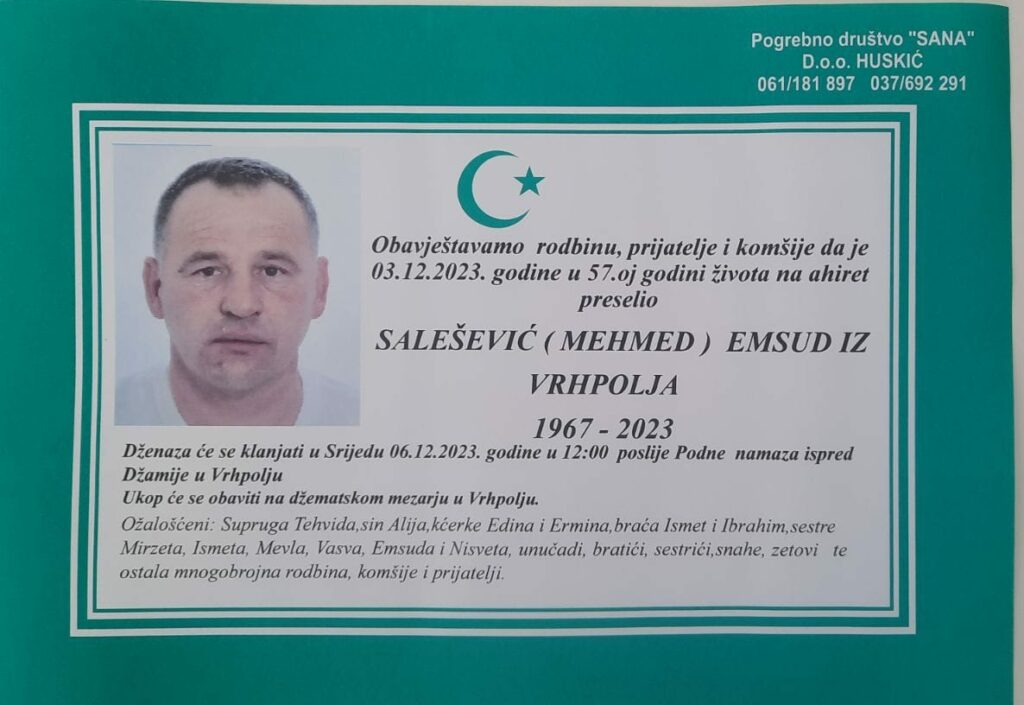 Pogrebno društvo "SANA"
D.o.o. HUSKIĆ
061/181 897 037/692 291
Obavještavamo rodbinu, prijatelje i komšije da je
03.12.2023. godine u 57.oj godini života na ahiret
preselio
SALEŠEVIĆ ( MEHMED ) EMSUD IZ
VRHPOLJA
1967 - 2023
Dženaza će se klanjati u Srijedu 06.12.2023. godine u 12:00 poslije Podne namaza ispred
Džamije u Vrhpolju
Ukop će se obaviti na džematskom mezarju u Vrhpolju.
Ožalošćeni: Supruga Tehvida,sin Alija,kćerke Edina i Ermina,braća Ismet i Ibrahim,sestre
Mirzeta, Ismeta, Mevla, Vasva, Emsuda i Nisveta, unučadi, bratići, sestrići,snahe, zetovi te
ostala mnogobrojna rodbina, komšije i prijatelji.